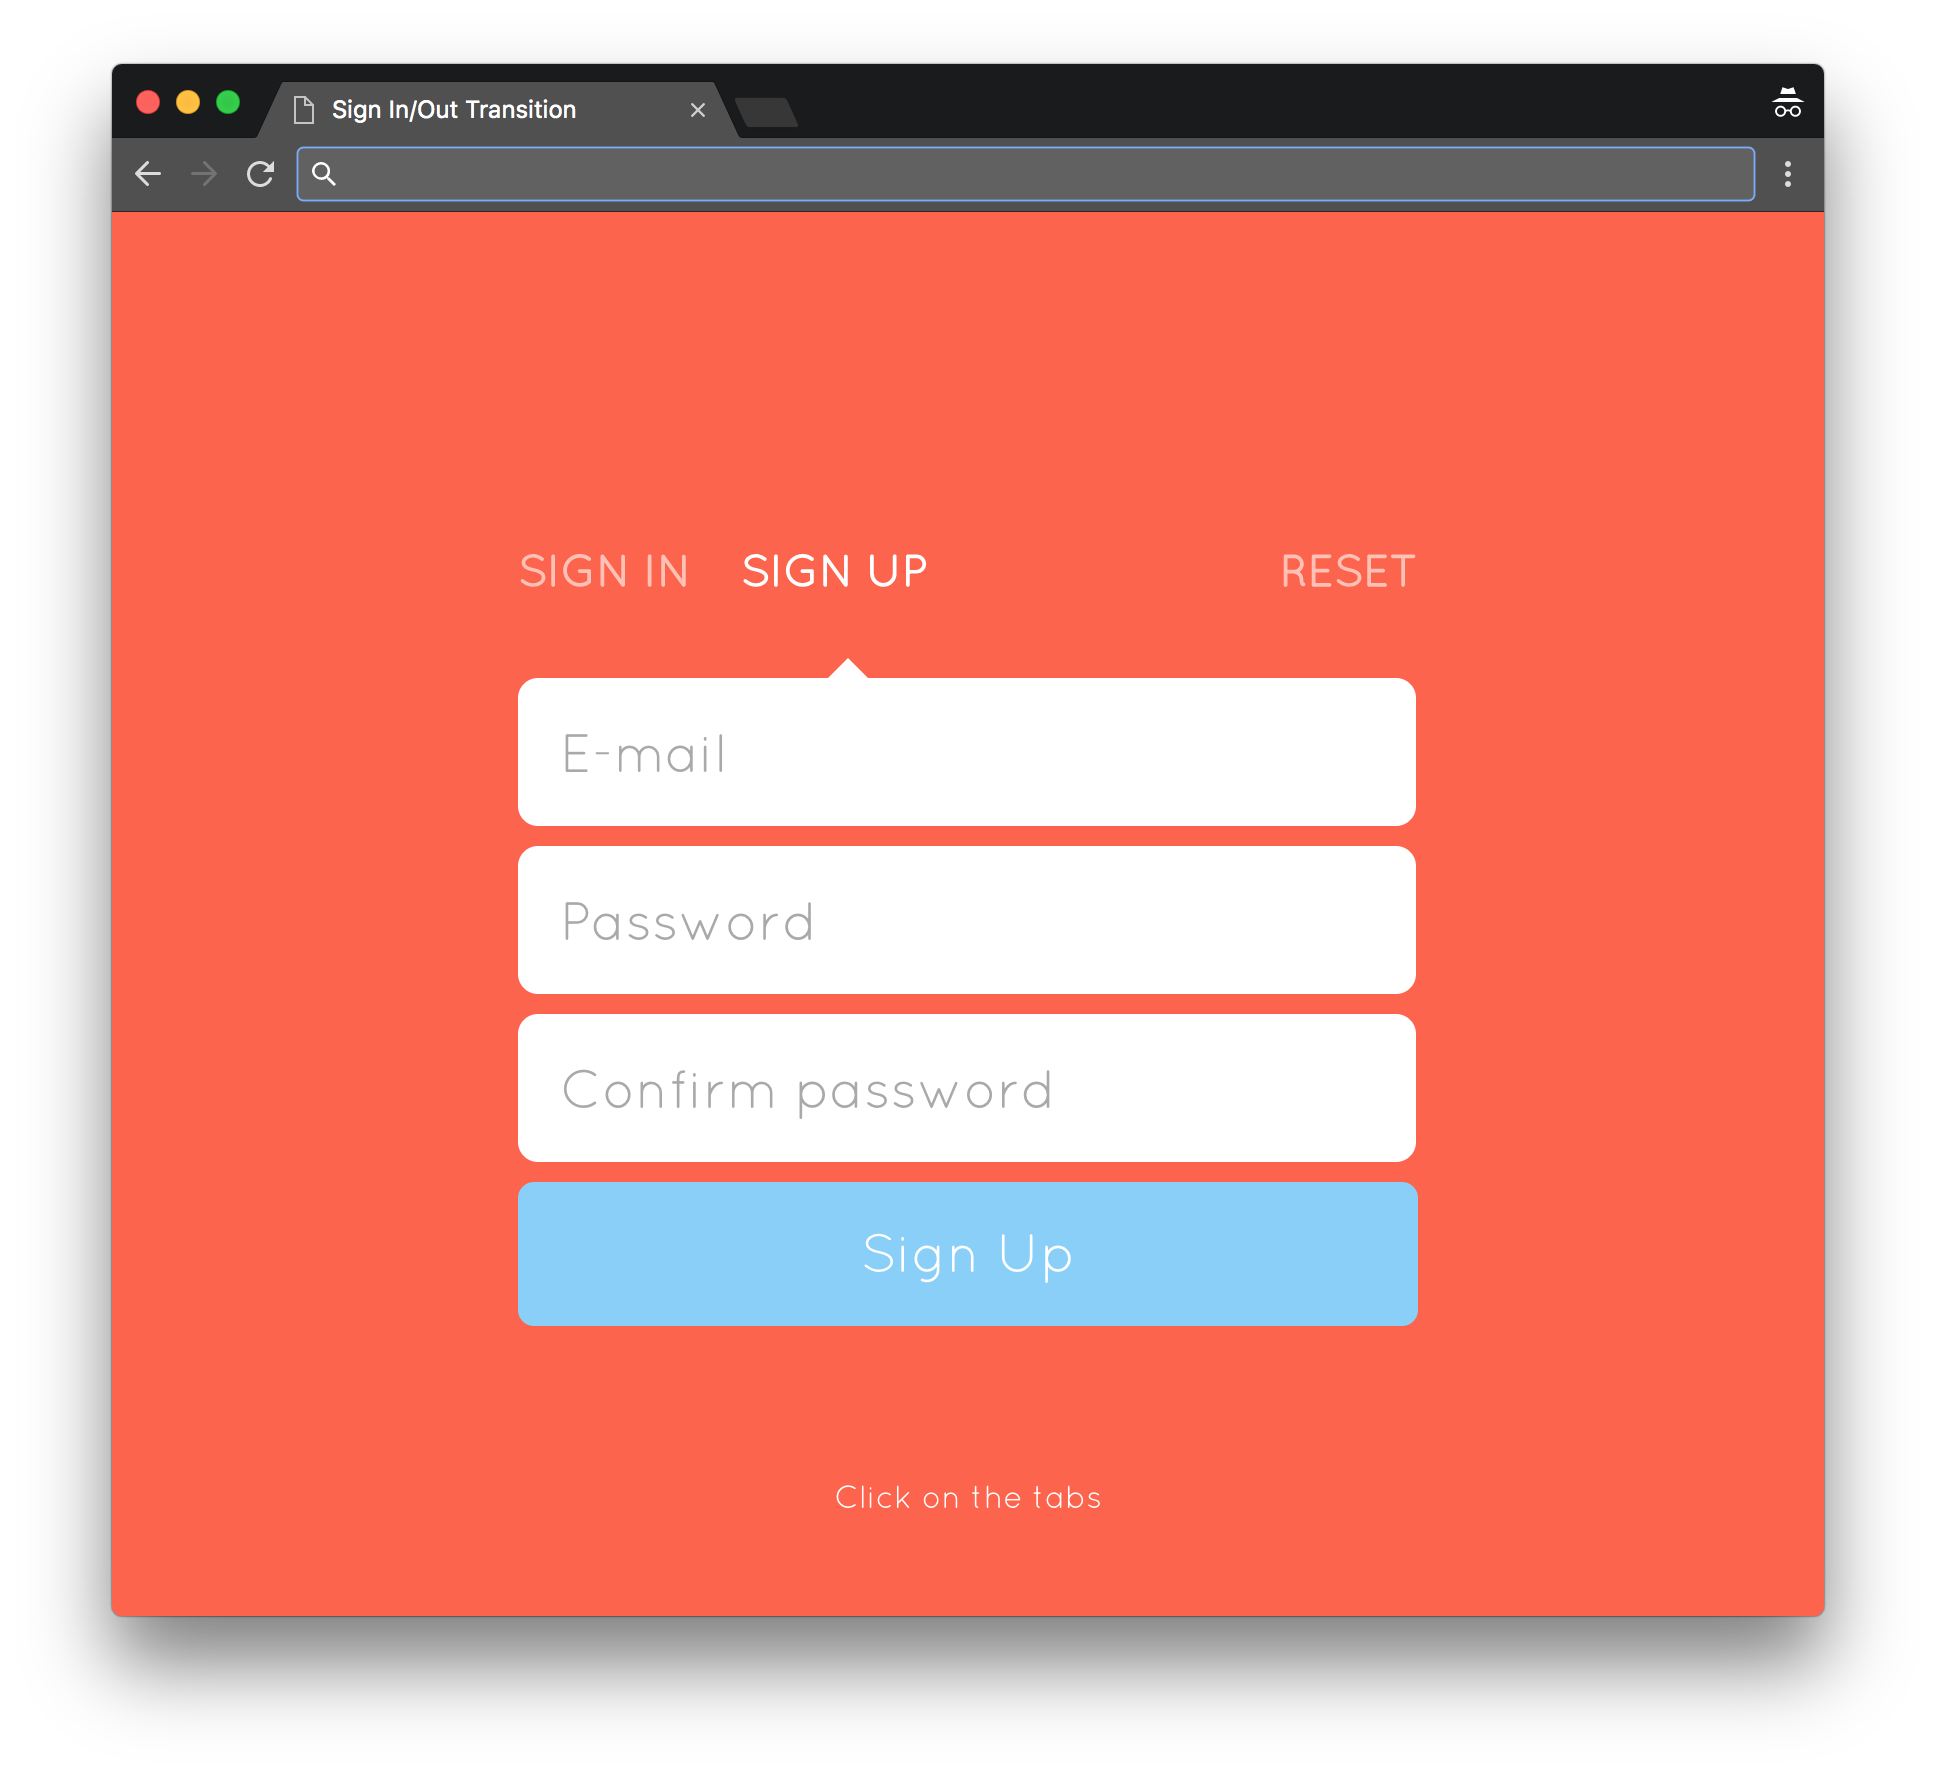 Sign In/Out Transition
SIGN IN SIGN UP RESET
E-mail
Password
Confirm password
Sign Up
Click on the tabs